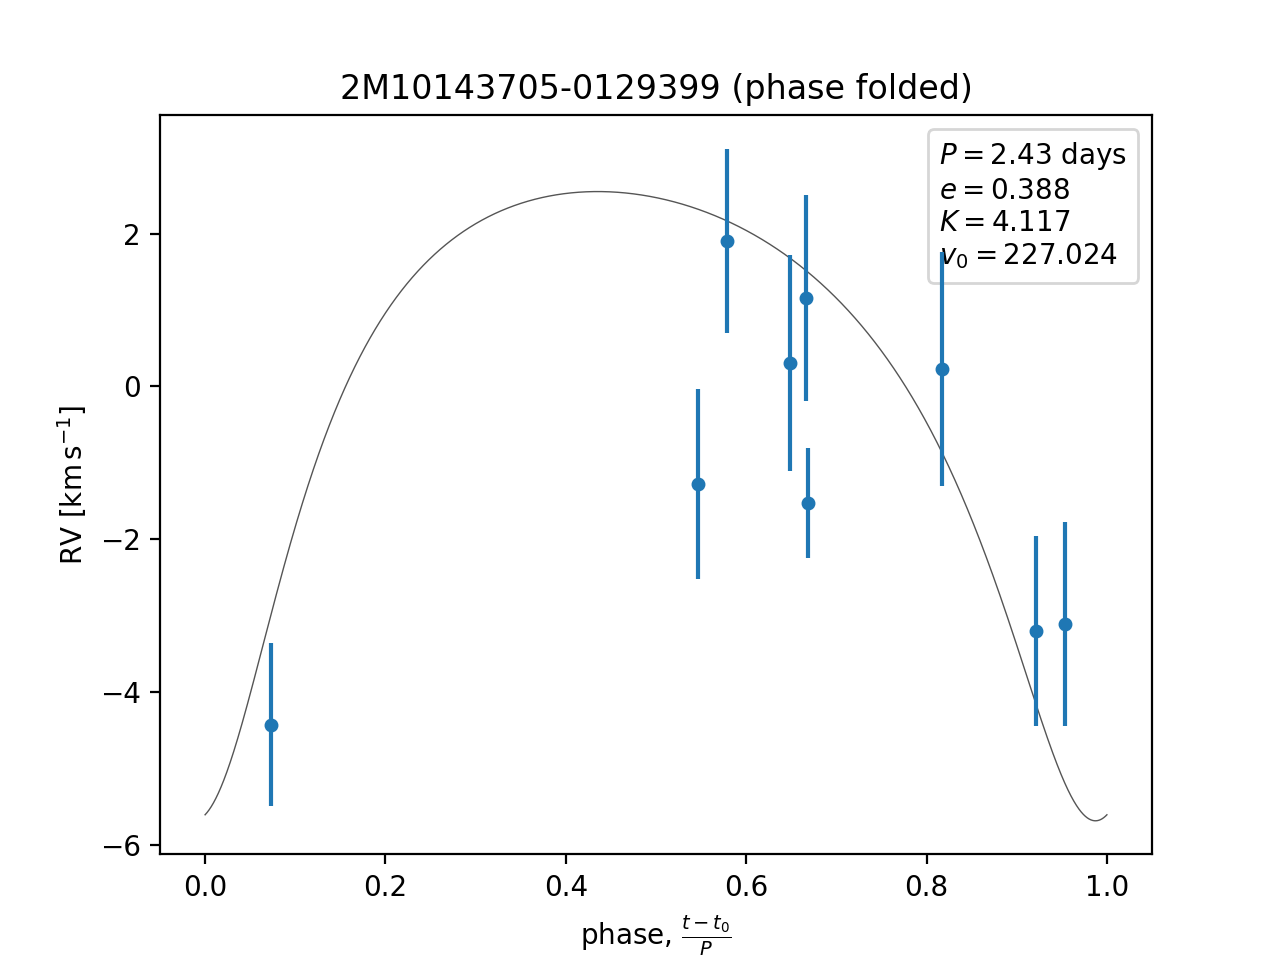 2M10143705-0129399 (phase folded)
P = 2.43 days
e = 0.388
K = 4.117
v₀ = 227.024
2
0
−2
−4
−6
RV [km s⁻¹]
0.0 0.2 0.4 0.6 0.8 1.0
phase, (t − t₀)/P